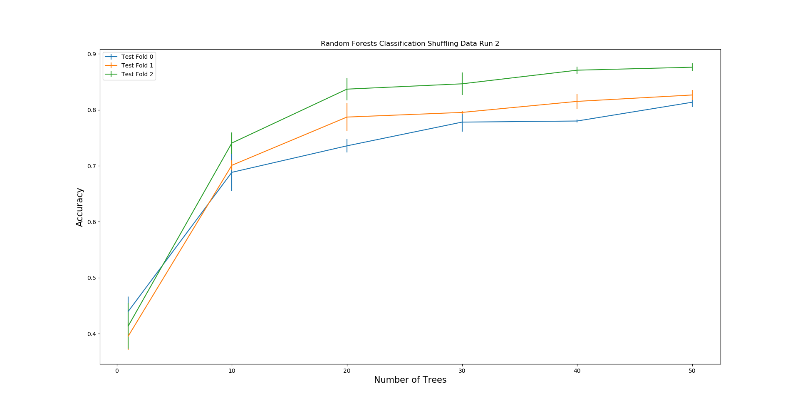 Random Forests Classification Shuffling Data Run 2
Test Fold 0
Test Fold 1
Test Fold 2
0.9
0.8
0.7
0.6
0.5
0.4
Accuracy
0 10 20 30 40 50
Number of Trees